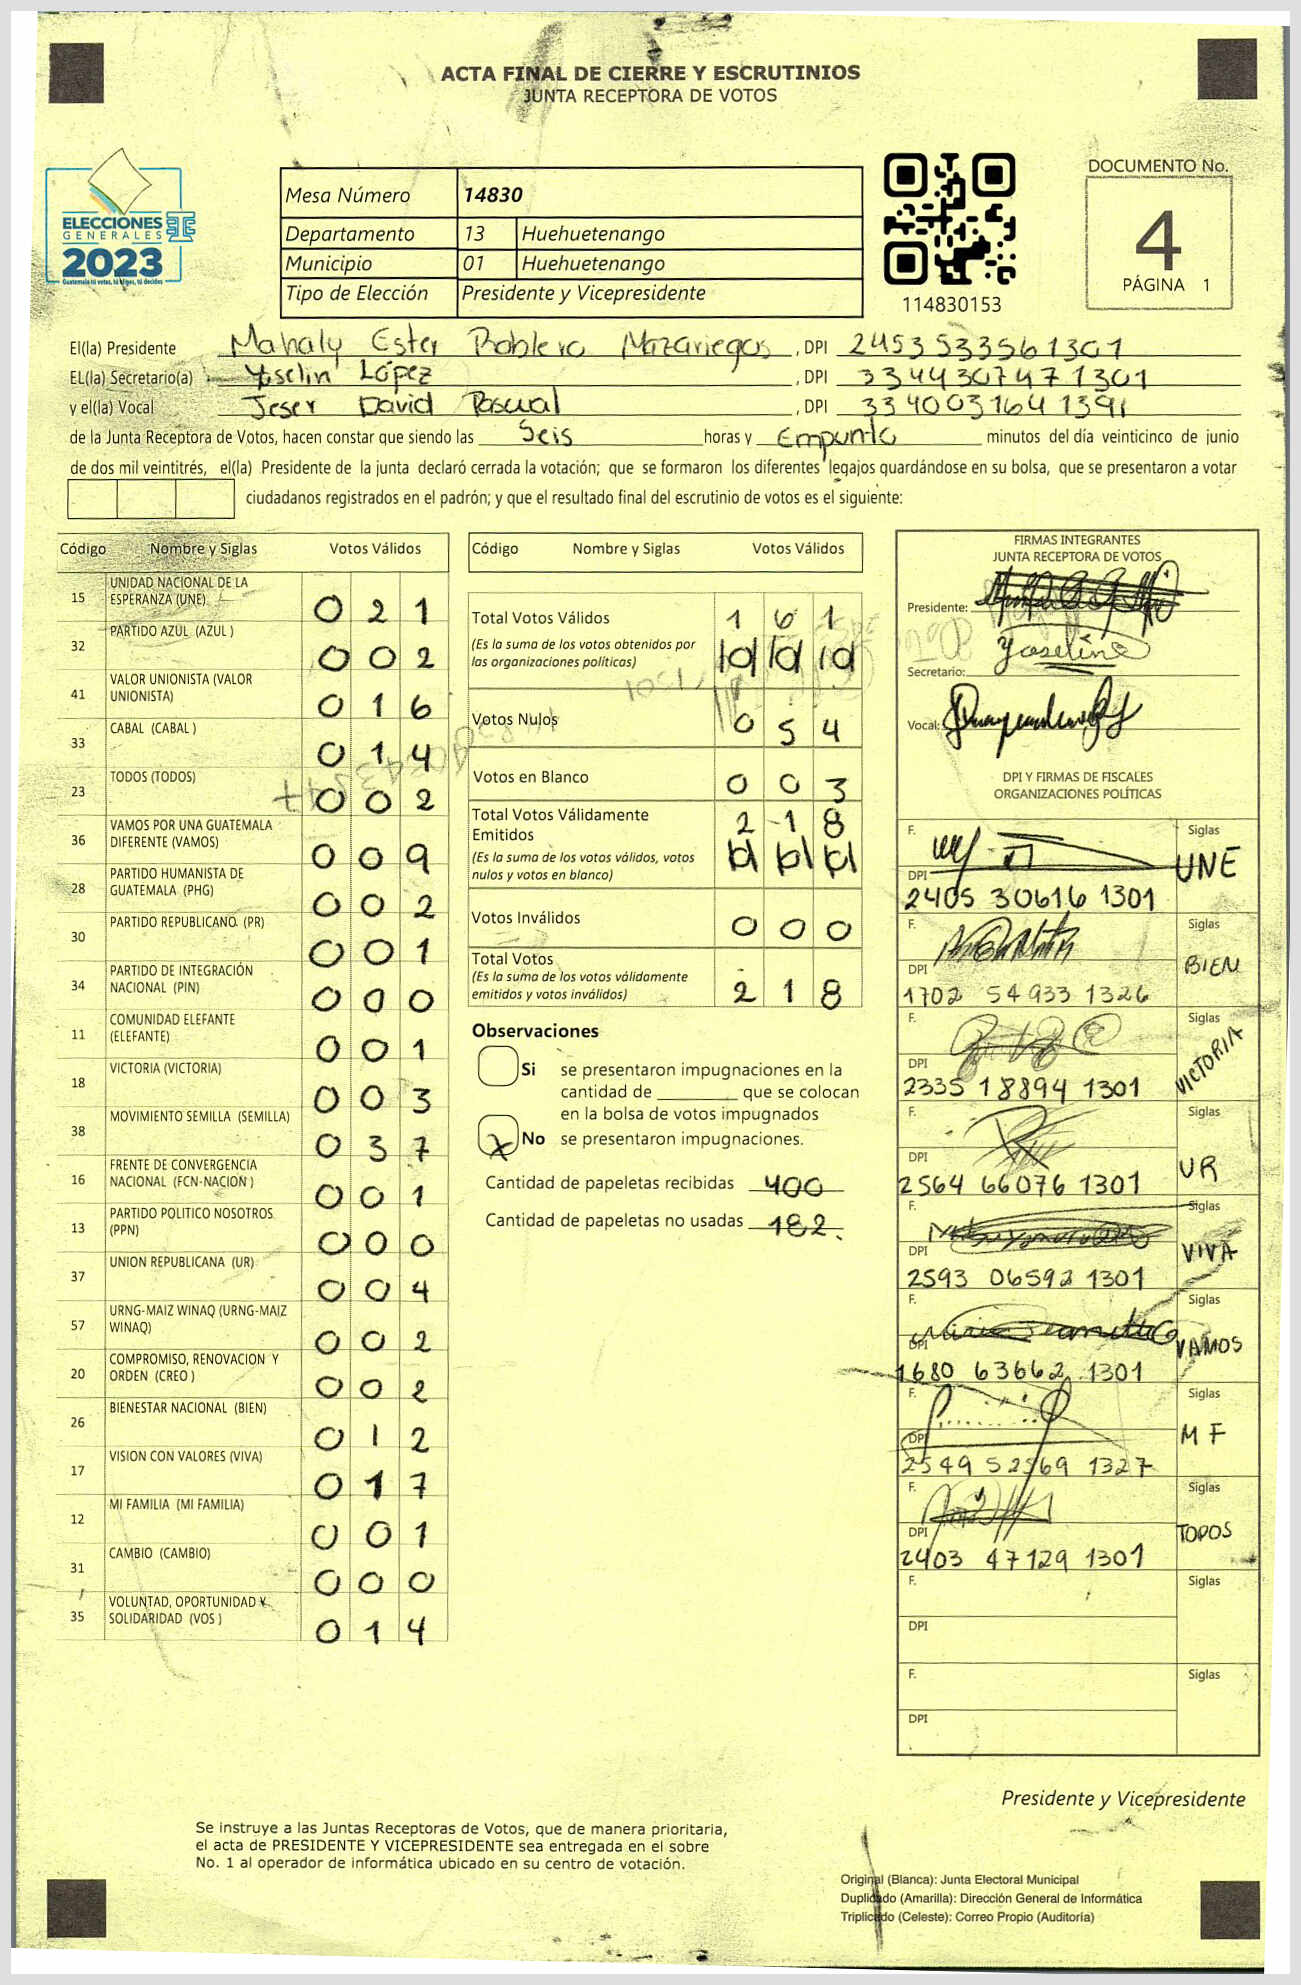 ACTA FINAL DE CIERRE Y ESCRUTINIOS
JUNTA RECEPTORA DE VOTOS
ELECCIONES
GENERALES
2023
Guatemala tú votas, tú eliges, tú decides
Mesa Número 14830
Departamento 13 Huehuetenango
Municipio 01 Huehuetenango
Tipo de Elección Presidente y Vicepresidente
114830153
DOCUMENTO No.
4
PÁGINA 1
El(la) Presidente Mahaly Ester Roblero Mazariegos, DPI 2453533561301
EL(la) Secretario(a) Yoselin López, DPI 3344307471301
y el(la) Vocal Jeser David Pascual, DPI 3340031641391
de la Junta Receptora de Votos, hacen constar que siendo las Seis horas y Empunto minutos del día veinticinco de junio
de dos mil veintitrés, el(la) Presidente de la junta declaró cerrada la votación; que se formaron los diferentes legajos guardándose en su bolsa, que se presentaron a votar
ciudadanos registrados en el padrón; y que el resultado final del escrutinio de votos es el siguiente:
Código Nombre y Siglas Votos Válidos
15 UNIDAD NACIONAL DE LA ESPERANZA (UNE) 0 2 1
32 PARTIDO AZUL (AZUL ) 0 0 2
41 VALOR UNIONISTA (VALOR UNIONISTA) 0 1 6
33 CABAL (CABAL ) 0 1 4
23 TODOS (TODOS) 0 0 2
36 VAMOS POR UNA GUATEMALA DIFERENTE (VAMOS) 0 0 9
28 PARTIDO HUMANISTA DE GUATEMALA (PHG) 0 0 2
30 PARTIDO REPUBLICANO (PR) 0 0 1
34 PARTIDO DE INTEGRACIÓN NACIONAL (PIN) 0 0 0
11 COMUNIDAD ELEFANTE (ELEFANTE) 0 0 1
18 VICTORIA (VICTORIA) 0 0 3
38 MOVIMIENTO SEMILLA (SEMILLA) 0 3 7
16 FRENTE DE CONVERGENCIA NACIONAL (FCN-NACION ) 0 0 1
13 PARTIDO POLITICO NOSOTROS (PPN) 0 0 0
37 UNION REPUBLICANA (UR) 0 0 4
57 URNG-MAIZ WINAQ (URNG-MAIZ WINAQ) 0 0 2
20 COMPROMISO, RENOVACION Y ORDEN (CREO ) 0 0 2
26 BIENESTAR NACIONAL (BIEN) 0 1 2
17 VISION CON VALORES (VIVA) 0 1 7
12 MI FAMILIA (MI FAMILIA) 0 0 1
31 CAMBIO (CAMBIO) 0 0 0
35 VOLUNTAD, OPORTUNIDAD Y SOLIDARIDAD (VOS ) 0 1 4
Código Nombre y Siglas Votos Válidos
Total Votos Válidos 1 6 1
(Es la suma de los votos obtenidos por
las organizaciones políticas)
Votos Nulos 0 5 4
Votos en Blanco 0 0 3
Total Votos Válidamente
Emitidos 2 1 8
(Es la suma de los votos válidos, votos
nulos y votos en blanco)
Votos Inválidos 0 0 0
Total Votos
(Es la suma de los votos válidamente
emitidos y votos inválidos) 2 1 8
Observaciones
Si se presentaron impugnaciones en la
cantidad de ________ que se colocan
en la bolsa de votos impugnados
X No se presentaron impugnaciones.
Cantidad de papeletas recibidas 400
Cantidad de papeletas no usadas 182.
FIRMAS INTEGRANTES
JUNTA RECEPTORA DE VOTOS
Presidente:
Secretario: Yoseline
Vocal:
DPI Y FIRMAS DE FISCALES
ORGANIZACIONES POLÍTICAS
F. Siglas
DPI UNE
2405 30616 1301
F. Siglas
DPI BIEN
1702 54933 1326
F. Siglas
DPI VICTORIA
2335 18894 1301
F. Siglas
DPI UR
2564 66076 1301
F. Siglas
DPI VIVA
2593 06592 1301
F. Siglas
DPI VAMOS
1680 63662 1301
F. Siglas
DPI MF
2549 52569 1327
F. Siglas
DPI TODOS
2403 47129 1301
F. Siglas
DPI
F. Siglas
DPI
Presidente y Vicepresidente
Se instruye a las Juntas Receptoras de Votos, que de manera prioritaria,
el acta de PRESIDENTE Y VICEPRESIDENTE sea entregada en el sobre
No. 1 al operador de informática ubicado en su centro de votación.
Original (Blanca): Junta Electoral Municipal
Duplicado (Amarilla): Dirección General de Informática
Triplicado (Celeste): Correo Propio (Auditoría)